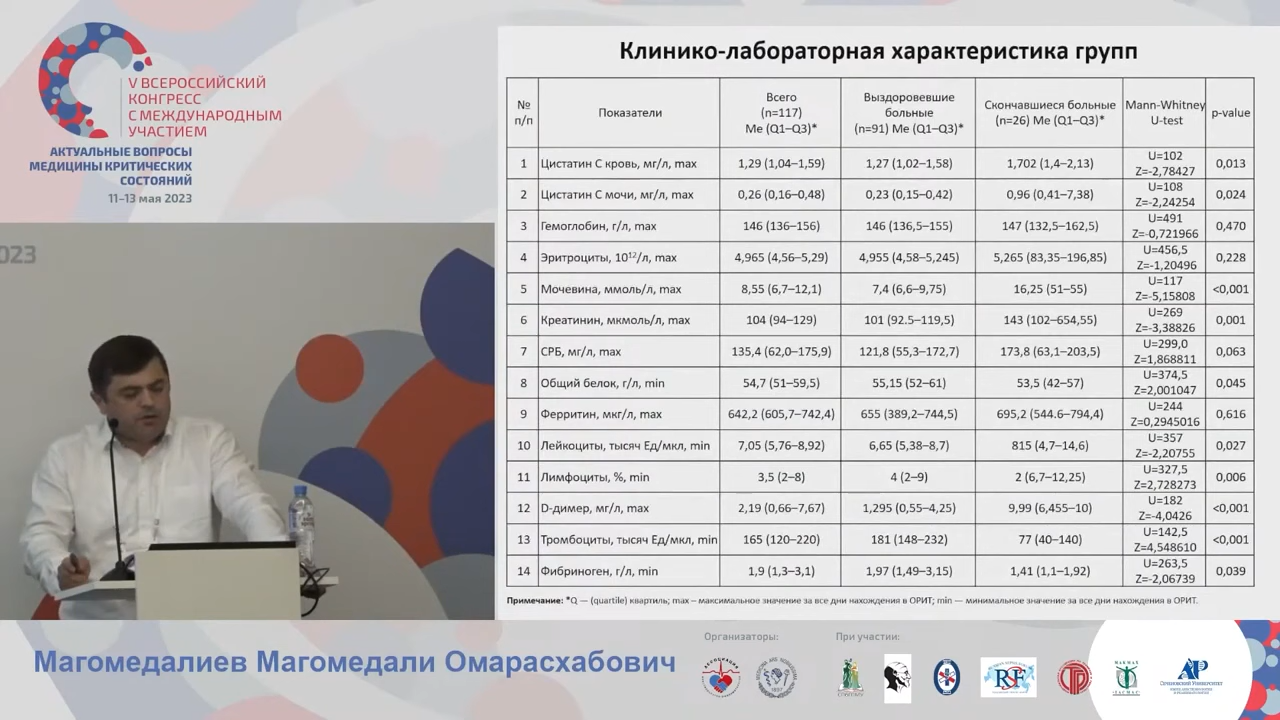 V ВСЕРОССИЙСКИЙ
КОНГРЕСС
С МЕЖДУНАРОДНЫМ
УЧАСТИЕМ
АКТУАЛЬНЫЕ ВОПРОСЫ
МЕДИЦИНЫ КРИТИЧЕСКИХ
СОСТОЯНИЙ
11–13 мая 2023
023
Клинико-лабораторная характеристика групп
№ п/п Показатели Всего (n=117) Me (Q1–Q3)* Выздоровевшие больные (n=91) Me (Q1–Q3)* Скончавшиеся больные (n=26) Me (Q1–Q3)* Mann-Whitney U-test p-value
1 Цистатин С кровь, мг/л, max 1,29 (1,04–1,59) 1,27 (1,02–1,58) 1,702 (1,4–2,13) U=102 Z=-2,78427 0,013
2 Цистатин С мочи, мг/л, max 0,26 (0,16–0,48) 0,23 (0,15–0,42) 0,96 (0,41–7,38) U=108 Z=-2,24254 0,024
3 Гемоглобин, г/л, max 146 (136–156) 146 (136,5–155) 147 (132,5–162,5) U=491 Z=-0,721966 0,470
4 Эритроциты, 10¹²/л, max 4,965 (4,56–5,29) 4,955 (4,58–5,245) 5,265 (83,35–196,85) U=456,5 Z=-1,20496 0,228
5 Мочевина, ммоль/л, max 8,55 (6,7–12,1) 7,4 (6,6–9,75) 16,25 (51–55) U=117 Z=-5,15808 <0,001
6 Креатинин, мкмоль/л, max 104 (94–129) 101 (92.5–119,5) 143 (102–654,55) U=269 Z=-3,38826 0,001
7 СРБ, мг/л, max 135,4 (62,0–175,9) 121,8 (55,3–172,7) 173,8 (63,1–203,5) U=299,0 Z=1,868811 0,063
8 Общий белок, г/л, min 54,7 (51–59,5) 55,15 (52–61) 53,5 (42–57) U=374,5 Z=2,001047 0,045
9 Ферритин, мкг/л, max 642,2 (605,7–742,4) 655 (389,2–744,5) 695,2 (544.6–794,4) U=244 Z=0,2945016 0,616
10 Лейкоциты, тысяч Ед/мкл, min 7,05 (5,76–8,92) 6,65 (5,38–8,7) 815 (4,7–14,6) U=357 Z=-2,20755 0,027
11 Лимфоциты, %, min 3,5 (2–8) 4 (2–9) 2 (6,7–12,25) U=327,5 Z=2,728273 0,006
12 D-димер, мг/л, max 2,19 (0,66–7,67) 1,295 (0,55–4,25) 9,99 (6,455–10) U=182 Z=-4,0426 <0,001
13 Тромбоциты, тысяч Ед/мкл, min 165 (120–220) 181 (148–232) 77 (40–140) U=142,5 Z=4,548610 <0,001
14 Фибриноген, г/л, min 1,9 (1,3–3,1) 1,97 (1,49–3,15) 1,41 (1,1–1,92) U=263,5 Z=-2,06739 0,039
Примечание: *Q — (quartile) квартиль; max – максимальное значение за все дни нахождения в ОРИТ; min — минимальное значение за все дни нахождения в ОРИТ.
Магомедалиев Магомедали Омарасхабович
Организаторы:
При участии: